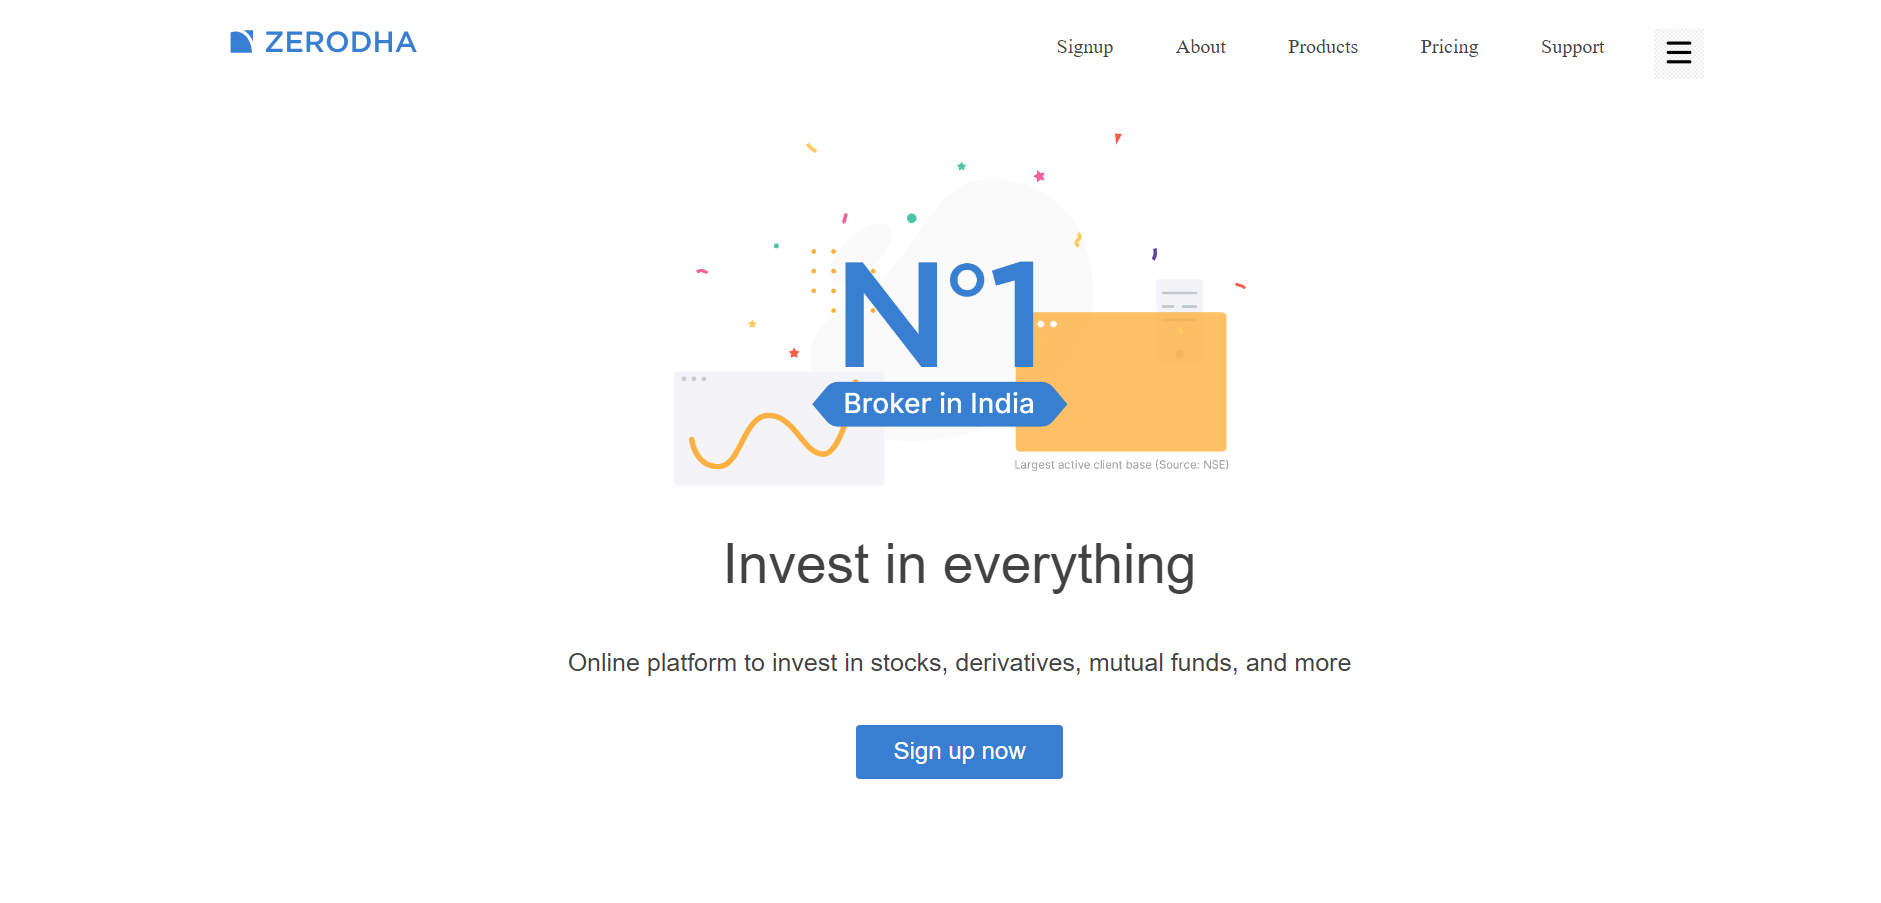 ZERODHA
Signup About Products Pricing Support
N°1
Broker in India
Largest active client base (Source: NSE)
Invest in everything
Online platform to invest in stocks, derivatives, mutual funds, and more
Sign up now